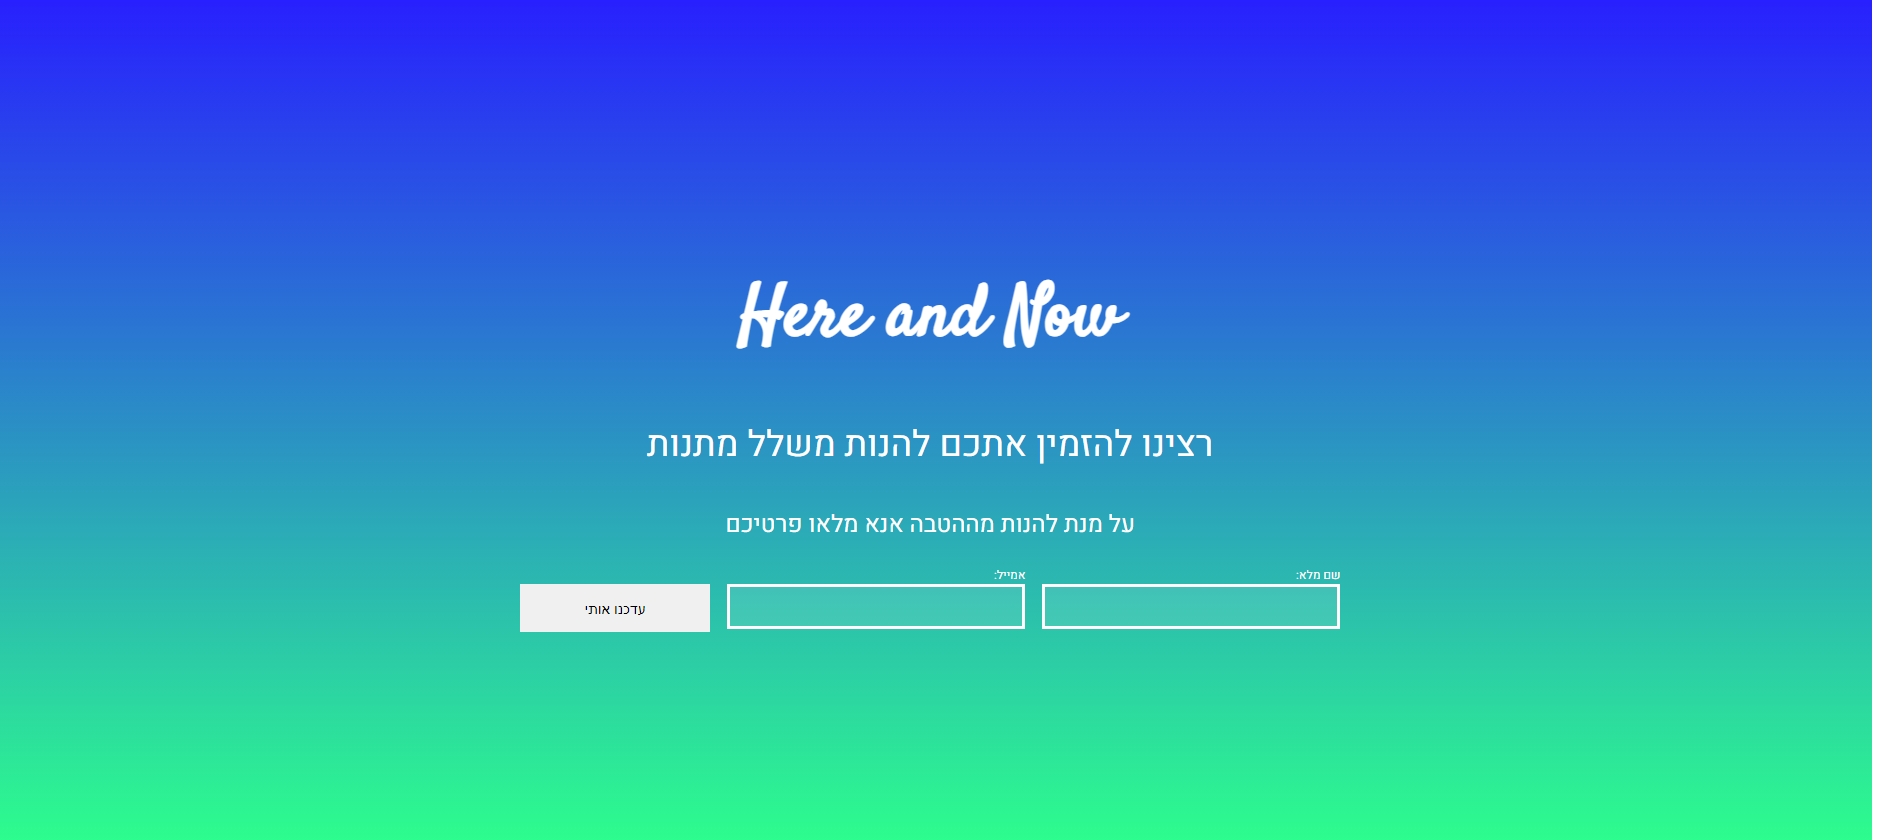 Here and Now
רצינו להזמין אתכם להנות משלל מתנות
על מנת להנות מההטבה אנא מלאו פרטיכם
שם מלא:
אמייל:
עדכנו אותי